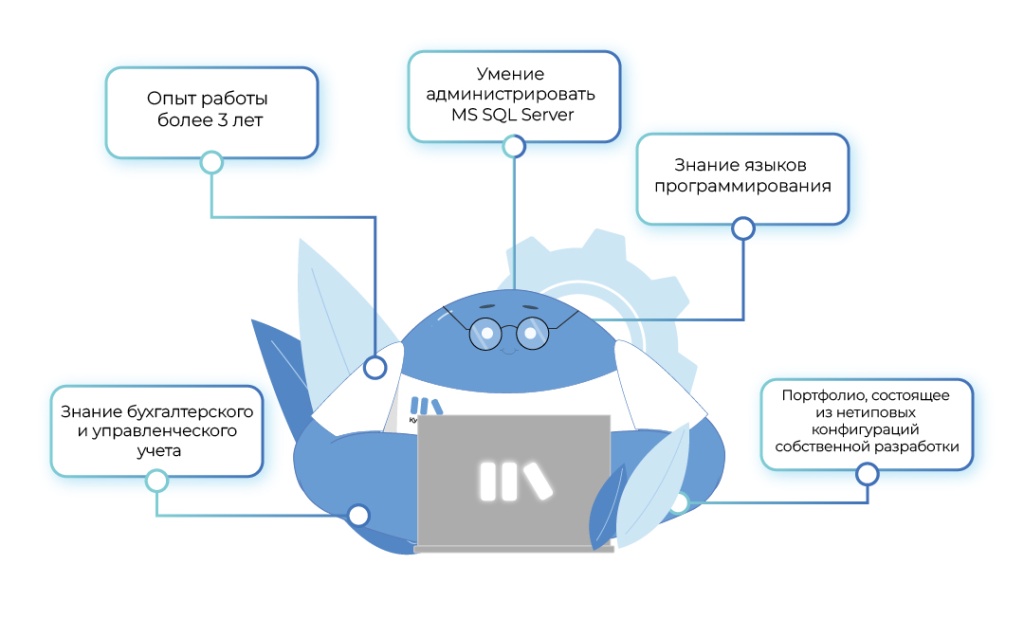 Опыт работы
более 3 лет
Умение
администрировать
MS SQL Server
Знание языков
программирования
Знание бухгалтерского
и управленческого
учета
Портфолио, состоящее
из нетиповых
конфигураций
собственной разработки